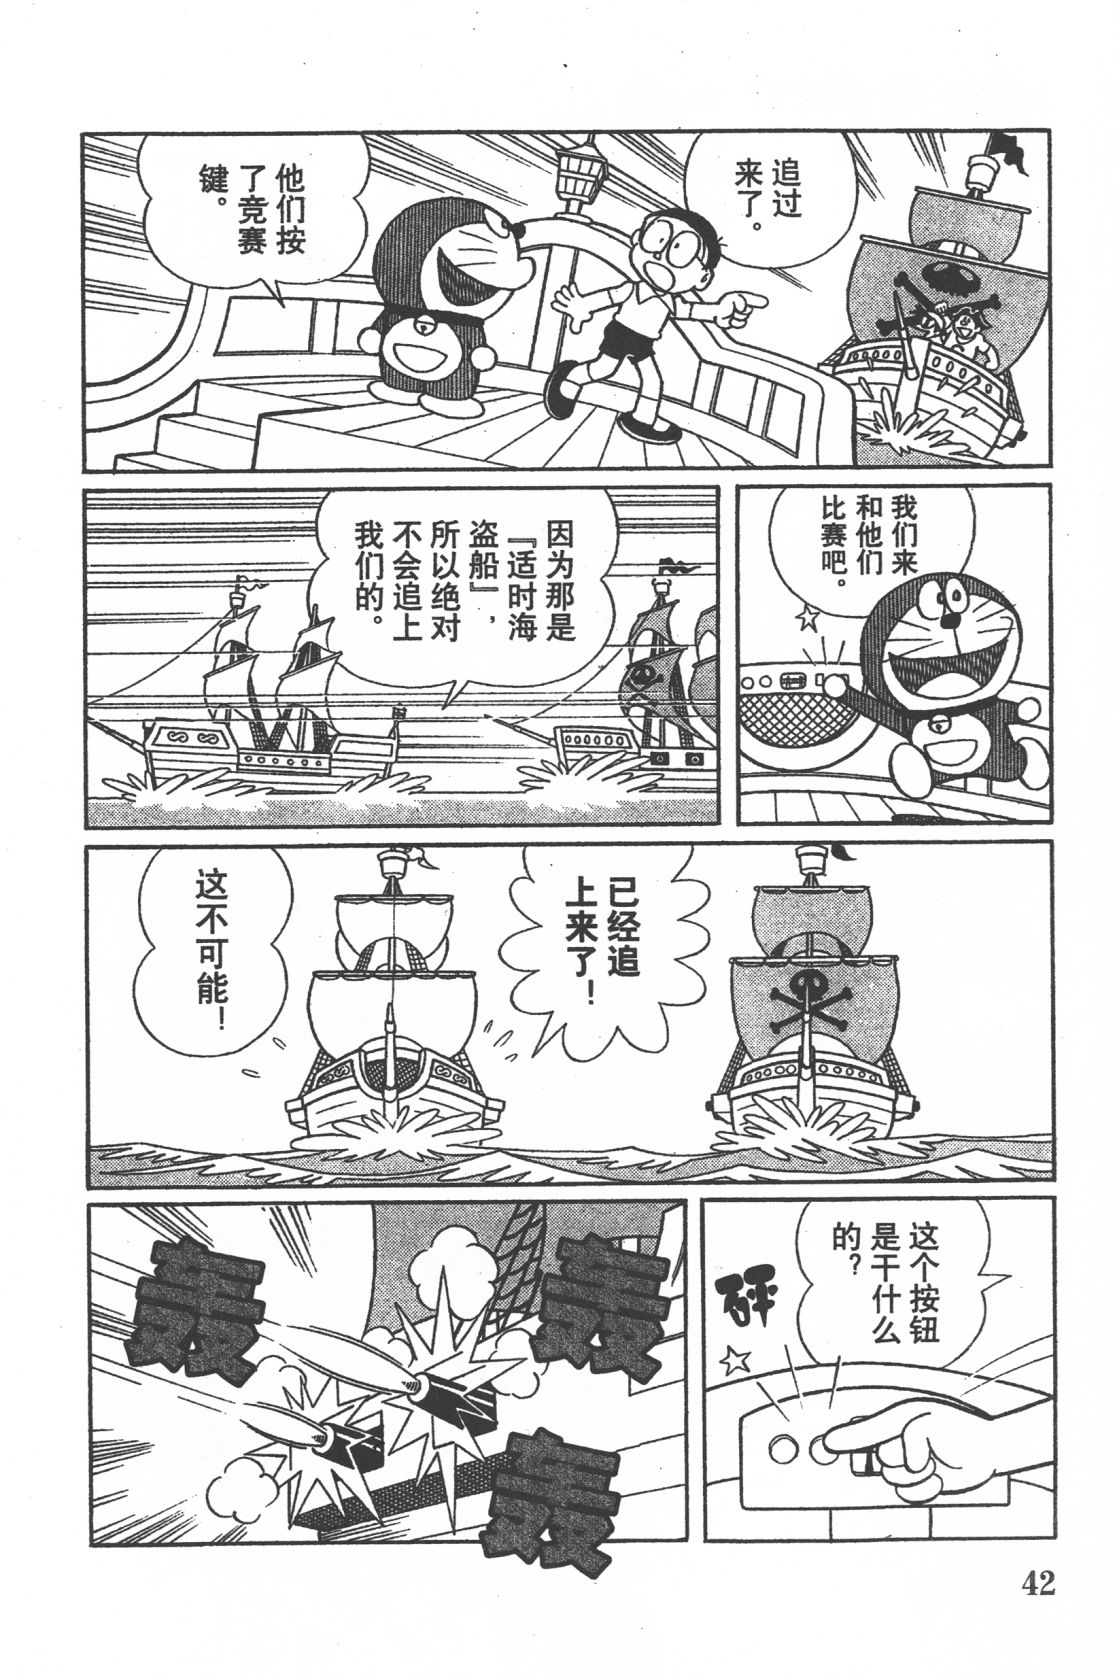 追过
来了。
他们按
了竞赛
键。
我们来
和他们
比赛吧。
因为那是
『适时海
盗船』，
所以绝对
不会追上
我们的。
已经追
上来了！
这不可能！
这个按钮
是干什么
的？
砰
轰
轰
轰
42